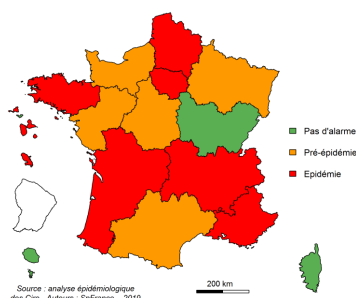 Pas d'alarme
Pré-épidémie
Epidémie
200 km
Source : analyse épidémiologique
des Cire Auteurs : SpFrance 2019